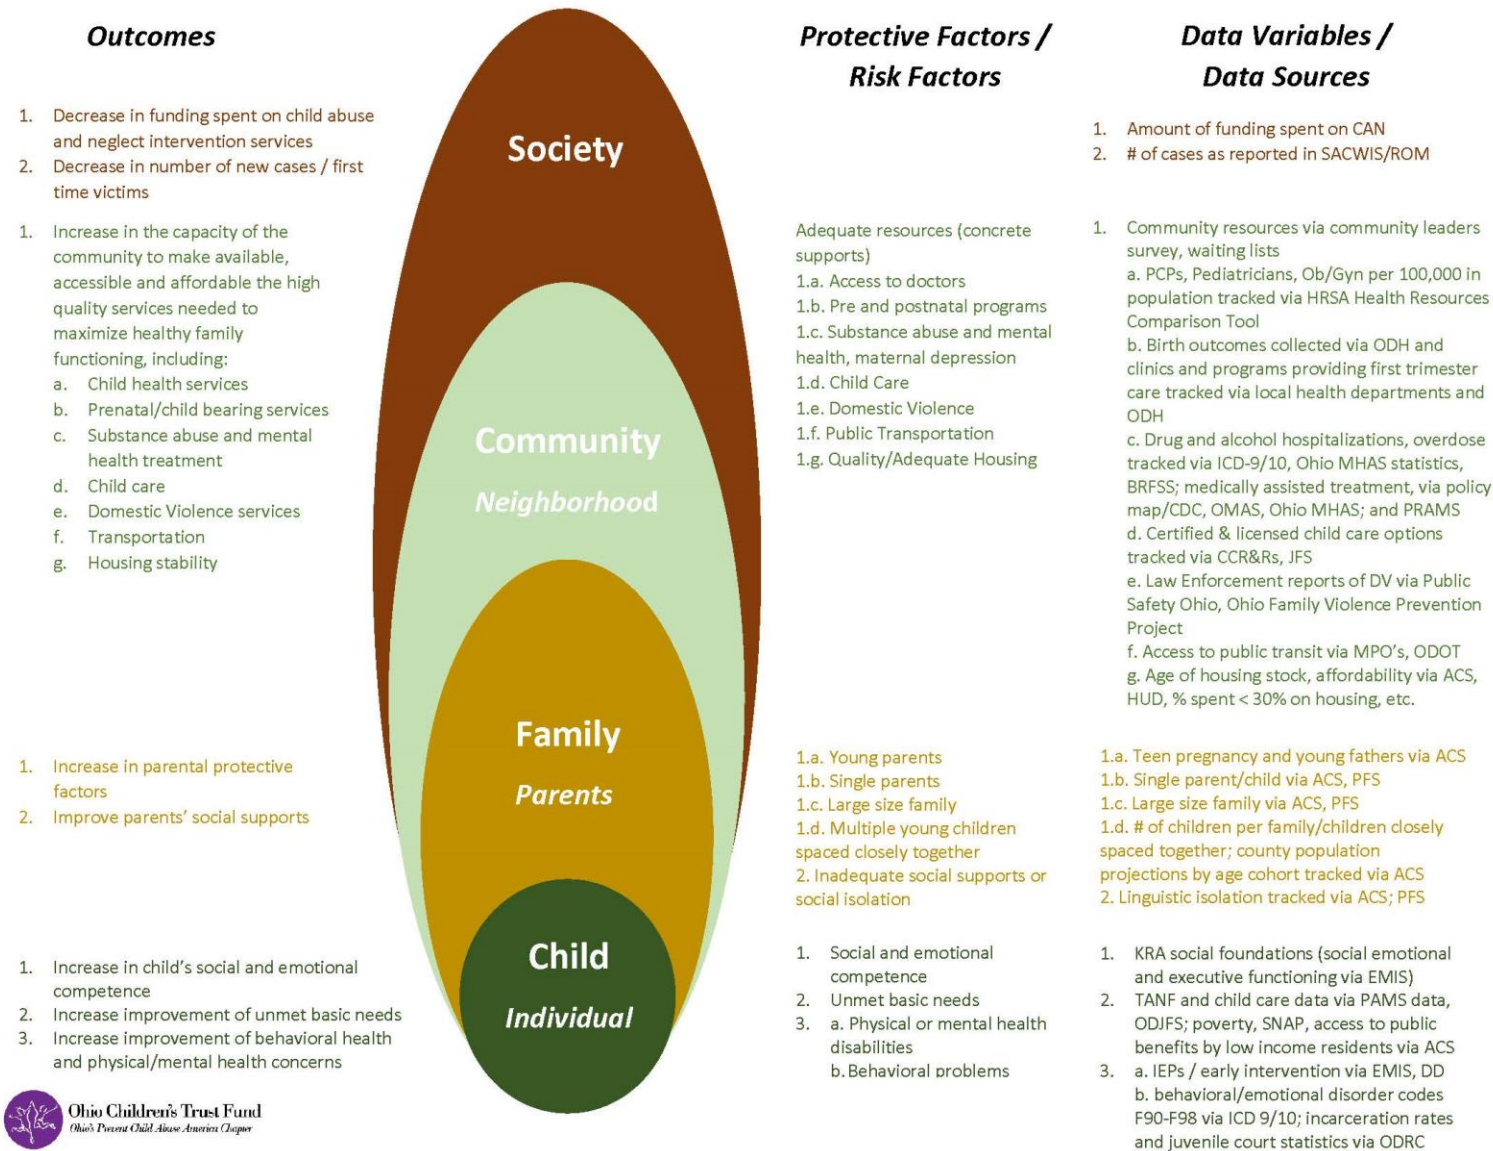 Outcomes
1. Decrease in funding spent on child abuse
and neglect intervention services
2. Decrease in number of new cases / first
time victims
1. Increase in the capacity of the
community to make available,
accessible and affordable the high
quality services needed to
maximize healthy family
functioning, including:
a. Child health services
b. Prenatal/child bearing services
c. Substance abuse and mental
health treatment
d. Child care
e. Domestic Violence services
f. Transportation
g. Housing stability
1. Increase in parental protective
factors
2. Improve parents' social supports
1. Increase in child's social and emotional
competence
2. Increase improvement of unmet basic needs
3. Increase improvement of behavioral health
and physical/mental health concerns
Society
Community
Neighborhood
Family
Parents
Child
Individual
Protective Factors /
Risk Factors
Adequate resources (concrete
supports)
1.a. Access to doctors
1.b. Pre and postnatal programs
1.c. Substance abuse and mental
health, maternal depression
1.d. Child Care
1.e. Domestic Violence
1.f. Public Transportation
1.g. Quality/Adequate Housing
1.a. Young parents
1.b. Single parents
1.c. Large size family
1.d. Multiple young children
spaced closely together
2. Inadequate social supports or
social isolation
1. Social and emotional
competence
2. Unmet basic needs
3. a. Physical or mental health
disabilities
b. Behavioral problems
Data Variables /
Data Sources
1. Amount of funding spent on CAN
2. # of cases as reported in SACWIS/ROM
1. Community resources via community leaders
survey, waiting lists
a. PCPs, Pediatricians, Ob/Gyn per 100,000 in
population tracked via HRSA Health Resources
Comparison Tool
b. Birth outcomes collected via ODH and
clinics and programs providing first trimester
care tracked via local health departments and
ODH
c. Drug and alcohol hospitalizations, overdose
tracked via ICD-9/10, Ohio MHAS statistics,
BRFSS; medically assisted treatment, via policy
map/CDC, OMAS, Ohio MHAS; and PRAMS
d. Certified & licensed child care options
tracked via CCR&Rs, JFS
e. Law Enforcement reports of DV via Public
Safety Ohio, Ohio Family Violence Prevention
Project
f. Access to public transit via MPO's, ODOT
g. Age of housing stock, affordability via ACS,
HUD, % spent < 30% on housing, etc.
1.a. Teen pregnancy and young fathers via ACS
1.b. Single parent/child via ACS, PFS
1.c. Large size family via ACS, PFS
1.d. # of children per family/children closely
spaced together; county population
projections by age cohort tracked via ACS
2. Linguistic isolation tracked via ACS; PFS
1. KRA social foundations (social emotional
and executive functioning via EMIS)
2. TANF and child care data via PAMS data,
ODJFS; poverty, SNAP, access to public
benefits by low income residents via ACS
3. a. IEPs / early intervention via EMIS, DD
b. behavioral/emotional disorder codes
F90-F98 via ICD 9/10; incarceration rates
and juvenile court statistics via ODRC
Ohio Children's Trust Fund
Ohio's Prevent Child Abuse America Chapter